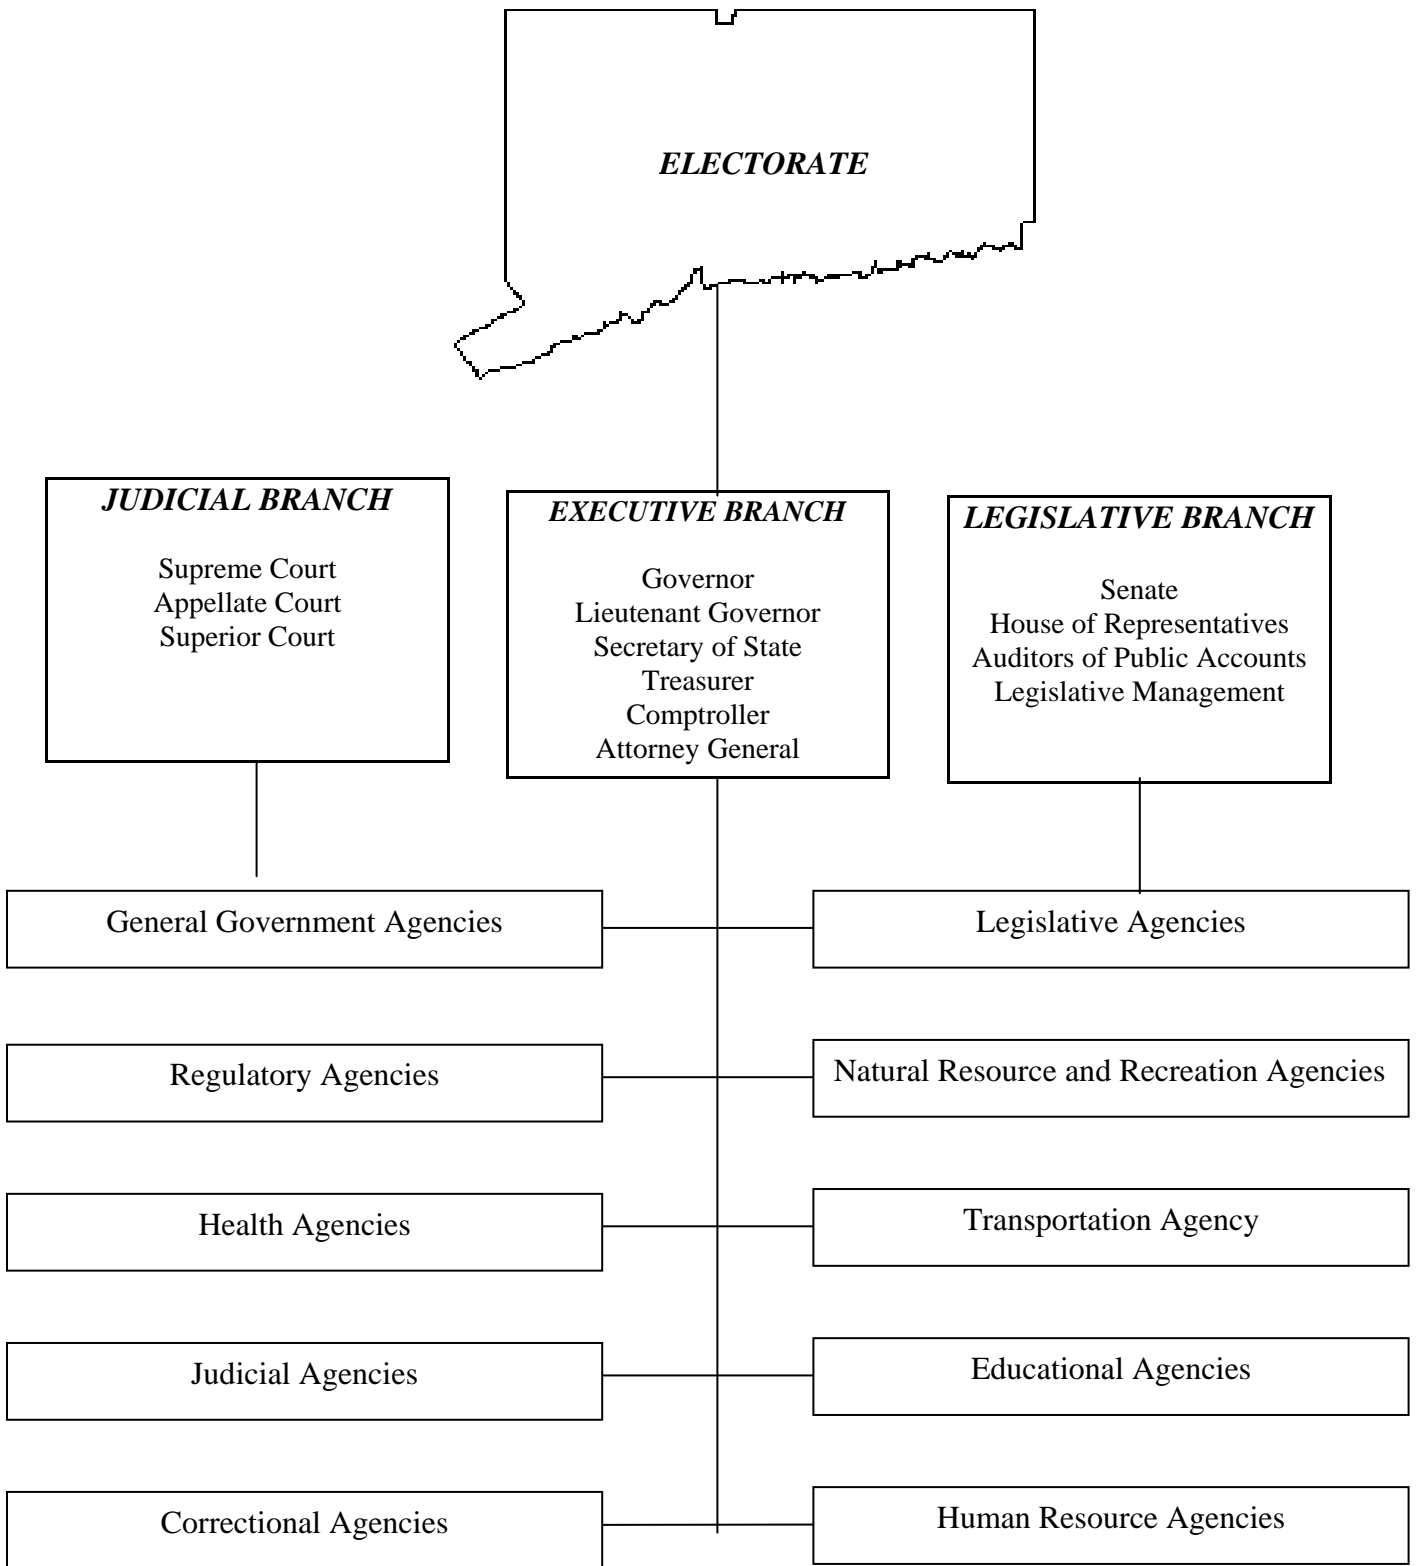 ELECTORATE
JUDICIAL BRANCH
Supreme Court
Appellate Court
Superior Court
EXECUTIVE BRANCH
Governor
Lieutenant Governor
Secretary of State
Treasurer
Comptroller
Attorney General
LEGISLATIVE BRANCH
Senate
House of Representatives
Auditors of Public Accounts
Legislative Management
General Government Agencies
Legislative Agencies
Regulatory Agencies
Natural Resource and Recreation Agencies
Health Agencies
Transportation Agency
Judicial Agencies
Educational Agencies
Correctional Agencies
Human Resource Agencies